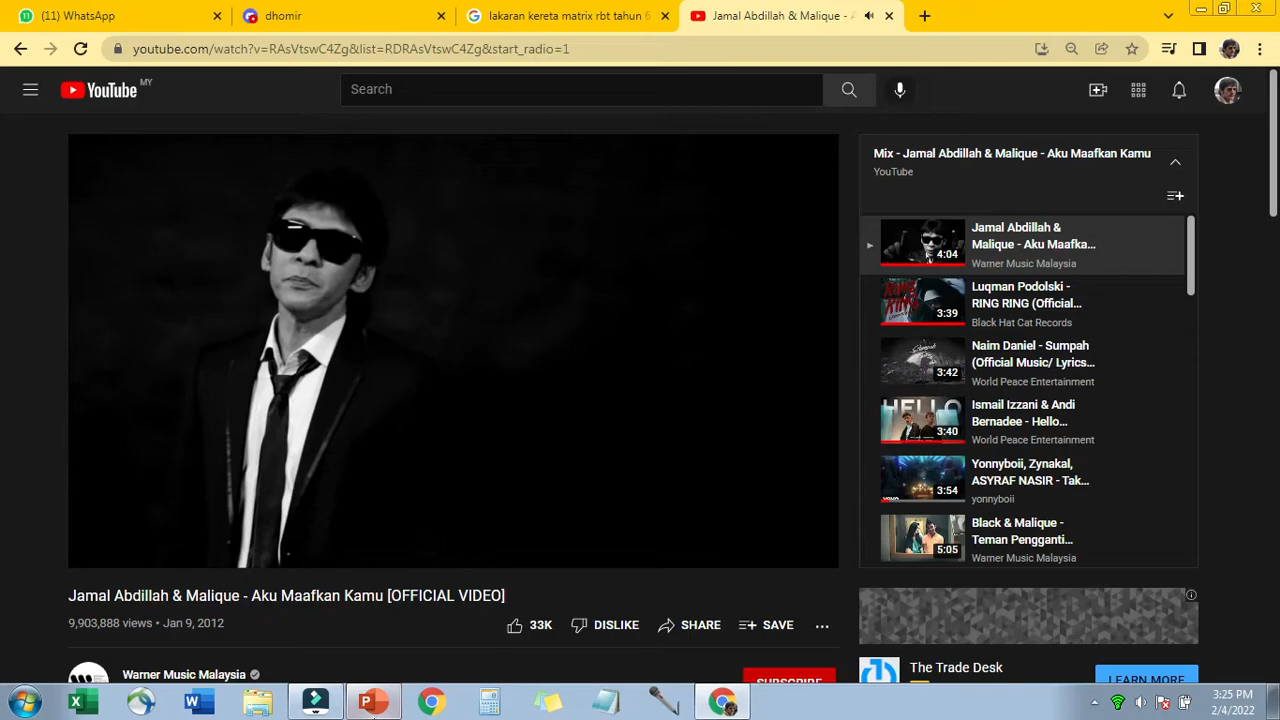 (11) WhatsApp
dhomir
lakaran kereta matrix rbt tahun 6
Jamal Abdillah & Malique - A
youtube.com/watch?v=RAsVtswC4Zg&list=RDRAsVtswC4Zg&start_radio=1
YouTube MY
Search
Mix - Jamal Abdillah & Malique - Aku Maafkan Kamu
YouTube
Jamal Abdillah &
Malique - Aku Maafka...
4:04
Warner Music Malaysia
Luqman Podolski -
RING RING (Official...
3:39
Black Hat Cat Records
Naim Daniel - Sumpah
(Official Music/ Lyrics...
3:42
World Peace Entertainment
HELLO
Ismail Izzani & Andi
Bernadee - Hello...
3:40
World Peace Entertainment
Yonnyboii, Zynakal,
ASYRAF NASIR - Tak...
3:54
yonnyboii
Black & Malique -
Teman Pengganti...
5:05
Warner Music Malaysia
Jamal Abdillah & Malique - Aku Maafkan Kamu [OFFICIAL VIDEO]
9,903,888 views • Jan 9, 2012
33K
DISLIKE
SHARE
SAVE
Warner Music Malaysia
SUBSCRIBE
The Trade Desk
LEARN MORE
3:25 PM
2/4/2022